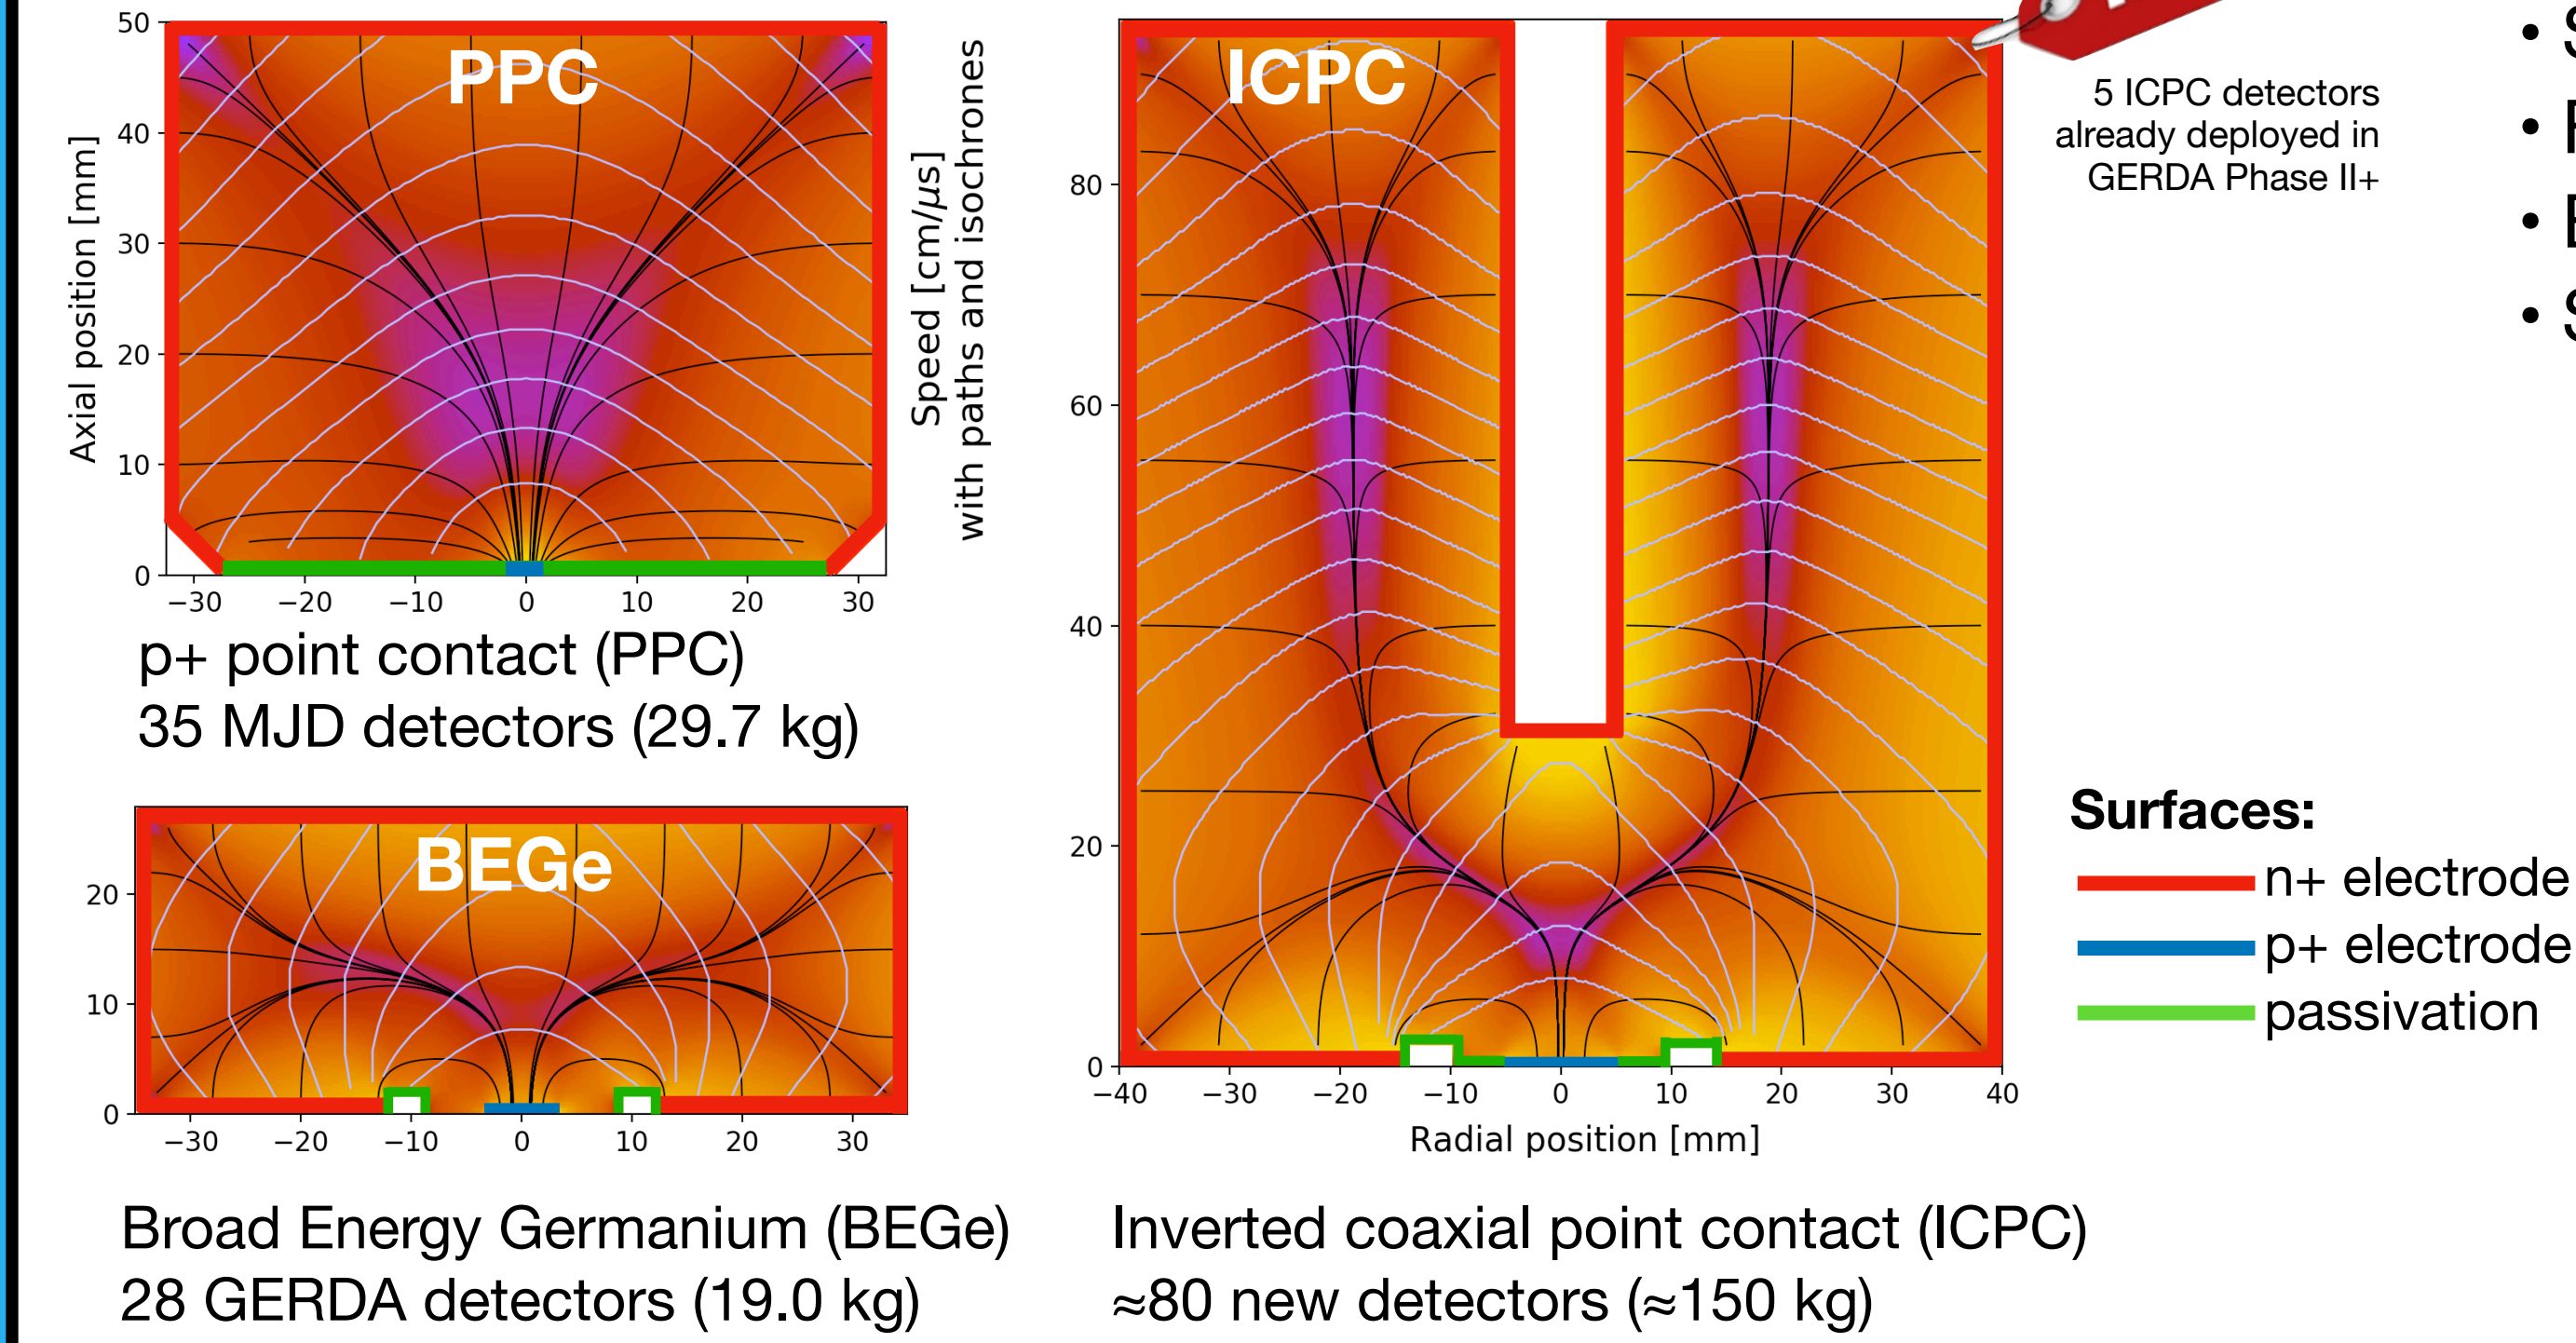 PPC
50
40
30
20
10
0
Axial position [mm]
−30 −20 −10 0 10 20 30
Speed [cm/μs]
with paths and isochrones
p+ point contact (PPC)
35 MJD detectors (29.7 kg)
BEGe
20
10
0
−30 −20 −10 0 10 20 30
Broad Energy Germanium (BEGe)
28 GERDA detectors (19.0 kg)
ICPC
80
60
40
20
0
−40 −30 −20 −10 0 10 20 30 40
Radial position [mm]
Inverted coaxial point contact (ICPC)
≈80 new detectors (≈150 kg)
5 ICPC detectors
already deployed in
GERDA Phase II+
Surfaces:
n+ electrode
p+ electrode
passivation